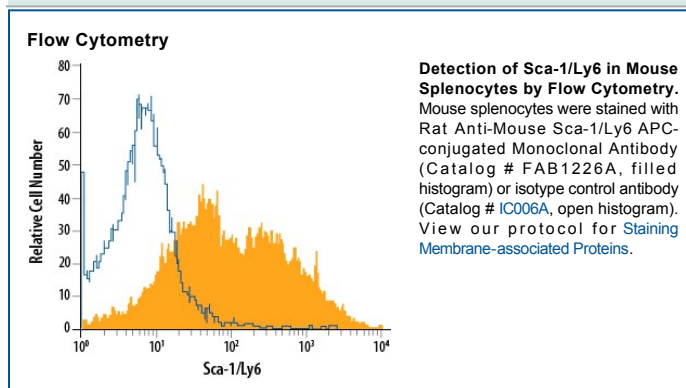 Flow Cytometry
80
70
60
50
40
30
20
10
0
Relative Cell Number
10⁰ 10¹ 10² 10³ 10⁴
Sca-1/Ly6
Detection of Sca-1/Ly6 in Mouse
Splenocytes by Flow Cytometry.
Mouse splenocytes were stained with
Rat Anti-Mouse Sca-1/Ly6 APC-
conjugated Monoclonal Antibody
(Catalog # FAB1226A, filled
histogram) or isotype control antibody
(Catalog # IC006A, open histogram).
View our protocol for Staining
Membrane-associated Proteins.